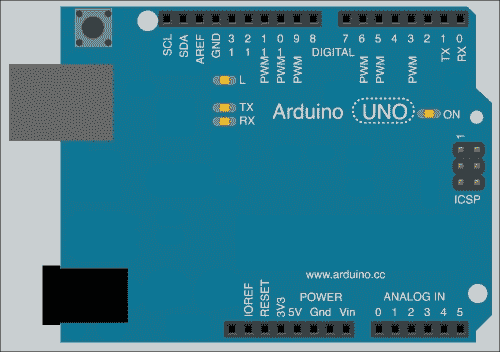 SCL
SDA
AREF
GND
13
12
PWM 11
PWM 10
PWM 9
8
DIGITAL
7
PWM 6
PWM 5
4
PWM 3
2
TX 1
RX 0
L
TX
RX
Arduino UNO
ON
1
ICSP
www.arduino.cc
POWER
ANALOG IN
IOREF
RESET
3V3
5V Gnd Vin
0 1 2 3 4 5